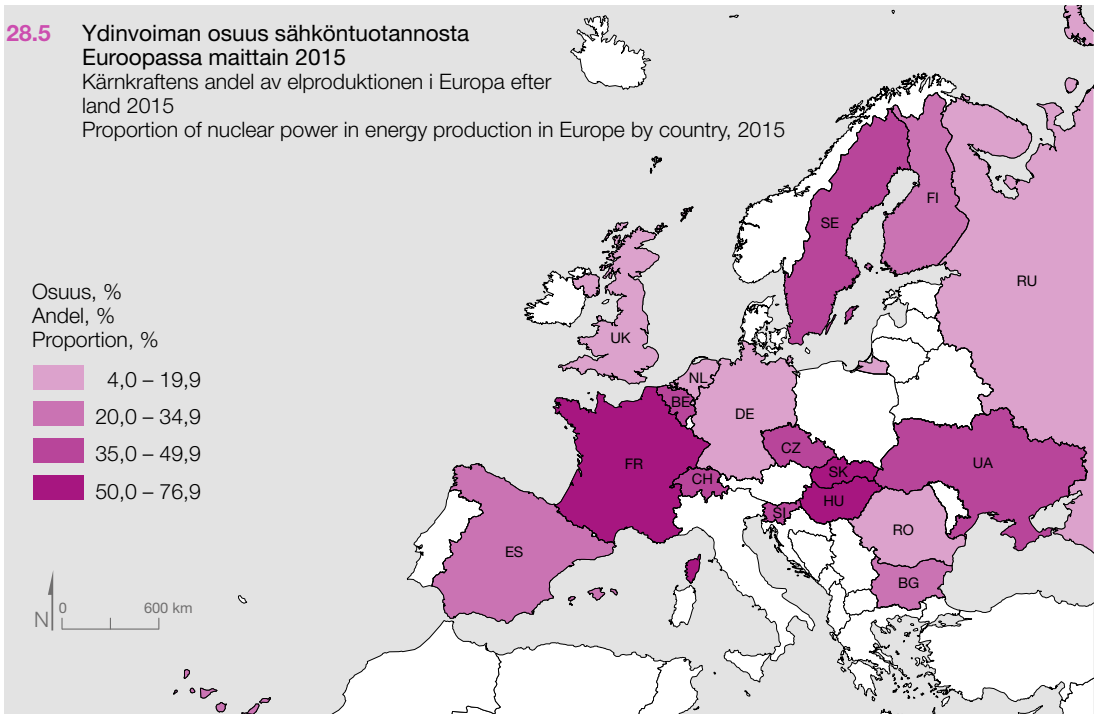 28.5 Ydinvoiman osuus sähköntuotannosta
Euroopassa maittain 2015
Kärnkraftens andel av elproduktionen i Europa efter
land 2015
Proportion of nuclear power in energy production in Europe by country, 2015
Osuus, %
Andel, %
Proportion, %
4,0 – 19,9
20,0 – 34,9
35,0 – 49,9
50,0 – 76,9
SE
FI
RU
UK
NL
BE
DE
CZ
UA
FR
CH
SK
HU
SI
RO
ES
BG
N 0 600 km